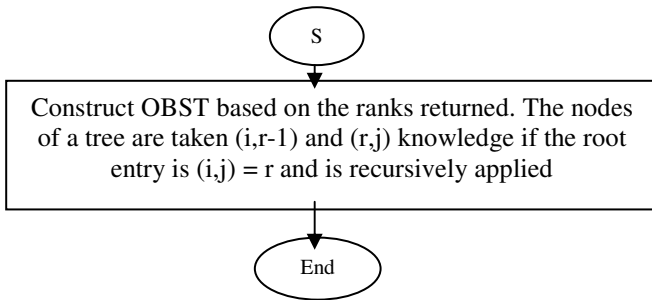 S
Construct OBST based on the ranks returned. The nodes
of a tree are taken (i,r-1) and (r,j) knowledge if the root
entry is (i,j) = r and is recursively applied
End